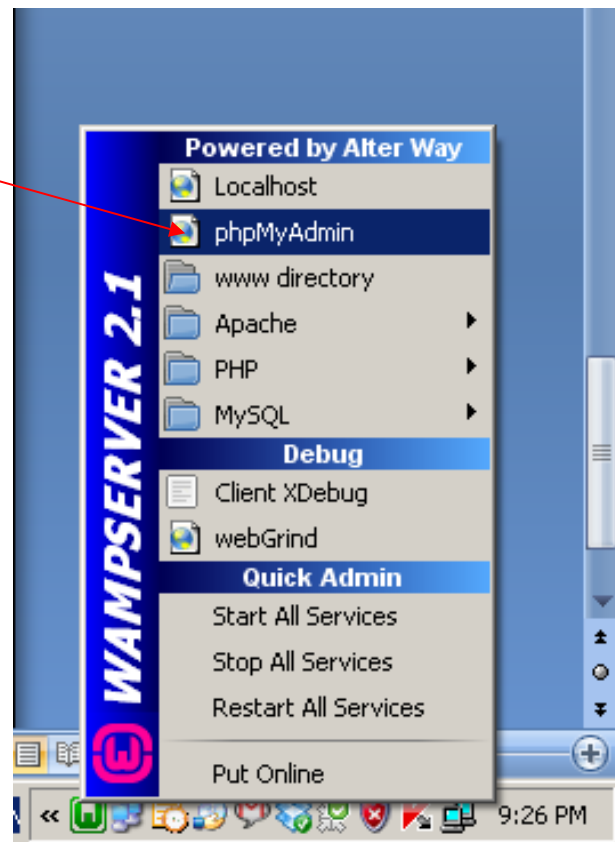 Powered by Alter Way
Localhost
phpMyAdmin
www directory
Apache
PHP
MySQL
Debug
Client XDebug
webGrind
Quick Admin
Start All Services
Stop All Services
Restart All Services
Put Online
WAMPSERVER 2.1
« 9:26 PM